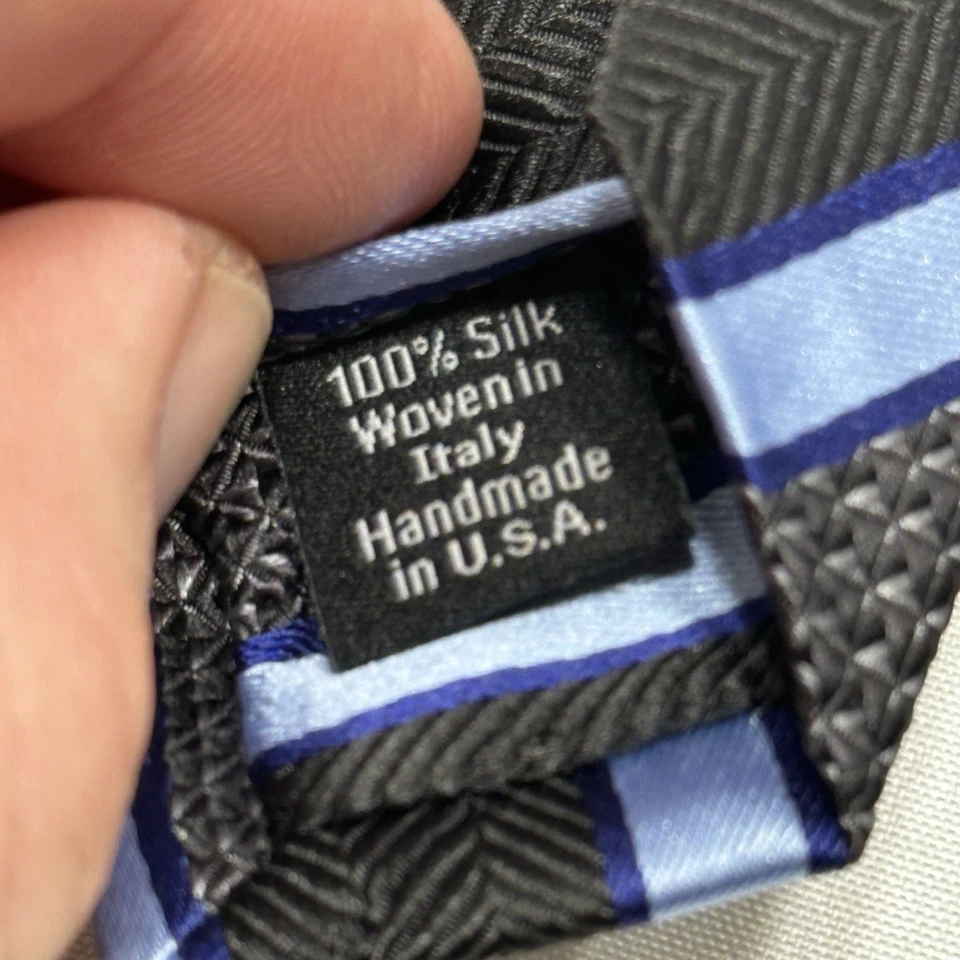 100% Silk
Woven in
Italy
Handmade
in U.S.A.